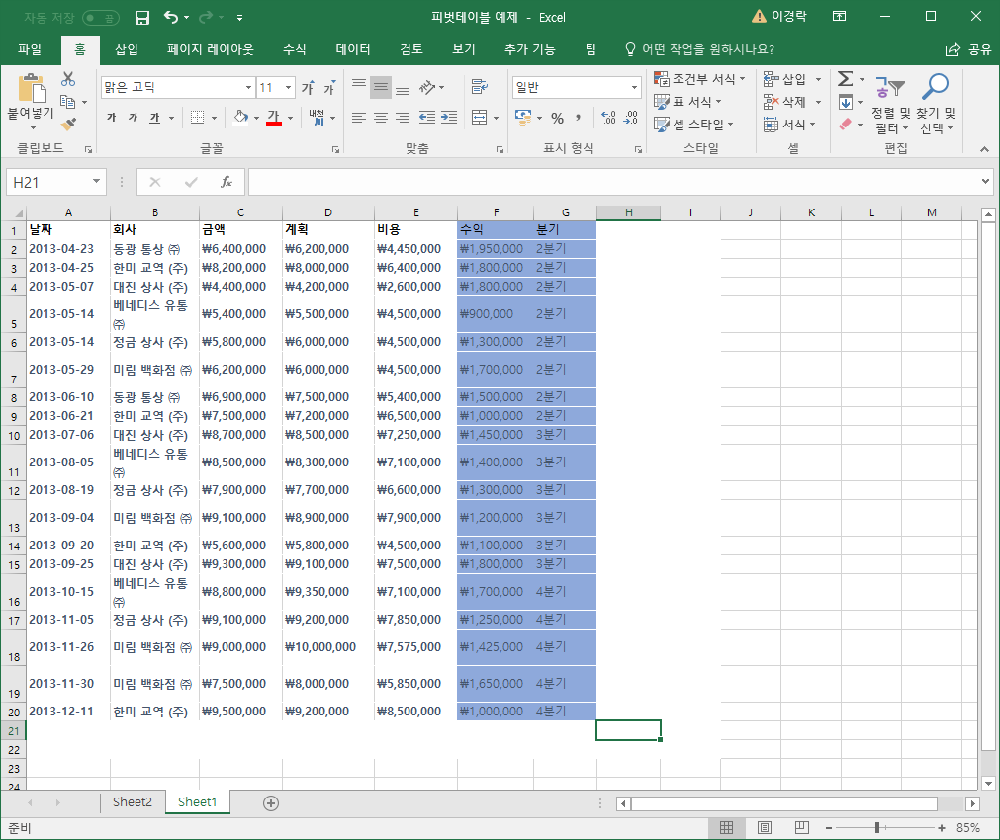 자동 저장 끔 피벗테이블 예제 - Excel 이경락
파일 홈 삽입 페이지 레이아웃 수식 데이터 검토 보기 추가 기능 팀 어떤 작업을 원하시나요? 공유
붙여넣기 맑은 고딕 11 가 가 일반 조건부 서식 삽입 Σ
표 서식 삭제 정렬 및 필터 찾기 및 선택
가 가 가 가 내천 % , 셀 스타일 서식
클립보드 글꼴 맞춤 표시 형식 스타일 셀 편집
H21 fx
A B C D E F G H I J K L M
1 날짜 회사 금액 계획 비용 수익 분기
2 2013-04-23 동광 통상 ㈜ ₩6,400,000 ₩6,200,000 ₩4,450,000 ₩1,950,000 2분기
3 2013-04-25 한미 교역 (주) ₩8,200,000 ₩8,000,000 ₩6,400,000 ₩1,800,000 2분기
4 2013-05-07 대진 상사 (주) ₩4,400,000 ₩4,200,000 ₩2,600,000 ₩1,800,000 2분기
5 2013-05-14 베네디스 유통 ㈜ ₩5,400,000 ₩5,500,000 ₩4,500,000 ₩900,000 2분기
6 2013-05-14 정금 상사 (주) ₩5,800,000 ₩6,000,000 ₩4,500,000 ₩1,300,000 2분기
7 2013-05-29 미림 백화점 ㈜ ₩6,200,000 ₩6,000,000 ₩4,500,000 ₩1,700,000 2분기
8 2013-06-10 동광 통상 ㈜ ₩6,900,000 ₩7,500,000 ₩5,400,000 ₩1,500,000 2분기
9 2013-06-21 한미 교역 (주) ₩7,500,000 ₩7,200,000 ₩6,500,000 ₩1,000,000 2분기
10 2013-07-06 대진 상사 (주) ₩8,700,000 ₩8,500,000 ₩7,250,000 ₩1,450,000 3분기
11 2013-08-05 베네디스 유통 ㈜ ₩8,500,000 ₩8,300,000 ₩7,100,000 ₩1,400,000 3분기
12 2013-08-19 정금 상사 (주) ₩7,900,000 ₩7,700,000 ₩6,600,000 ₩1,300,000 3분기
13 2013-09-04 미림 백화점 ㈜ ₩9,100,000 ₩8,900,000 ₩7,900,000 ₩1,200,000 3분기
14 2013-09-20 한미 교역 (주) ₩5,600,000 ₩5,800,000 ₩4,500,000 ₩1,100,000 3분기
15 2013-09-25 대진 상사 (주) ₩9,300,000 ₩9,100,000 ₩7,500,000 ₩1,800,000 3분기
16 2013-10-15 베네디스 유통 ㈜ ₩8,800,000 ₩9,350,000 ₩7,100,000 ₩1,700,000 4분기
17 2013-11-05 정금 상사 (주) ₩9,100,000 ₩9,200,000 ₩7,850,000 ₩1,250,000 4분기
18 2013-11-26 미림 백화점 ㈜ ₩9,000,000 ₩10,000,000 ₩7,575,000 ₩1,425,000 4분기
19 2013-11-30 미림 백화점 ㈜ ₩7,500,000 ₩8,000,000 ₩5,850,000 ₩1,650,000 4분기
20 2013-12-11 한미 교역 (주) ₩9,500,000 ₩9,200,000 ₩8,500,000 ₩1,000,000 4분기
21
22
23
24
Sheet2 Sheet1
준비 85%